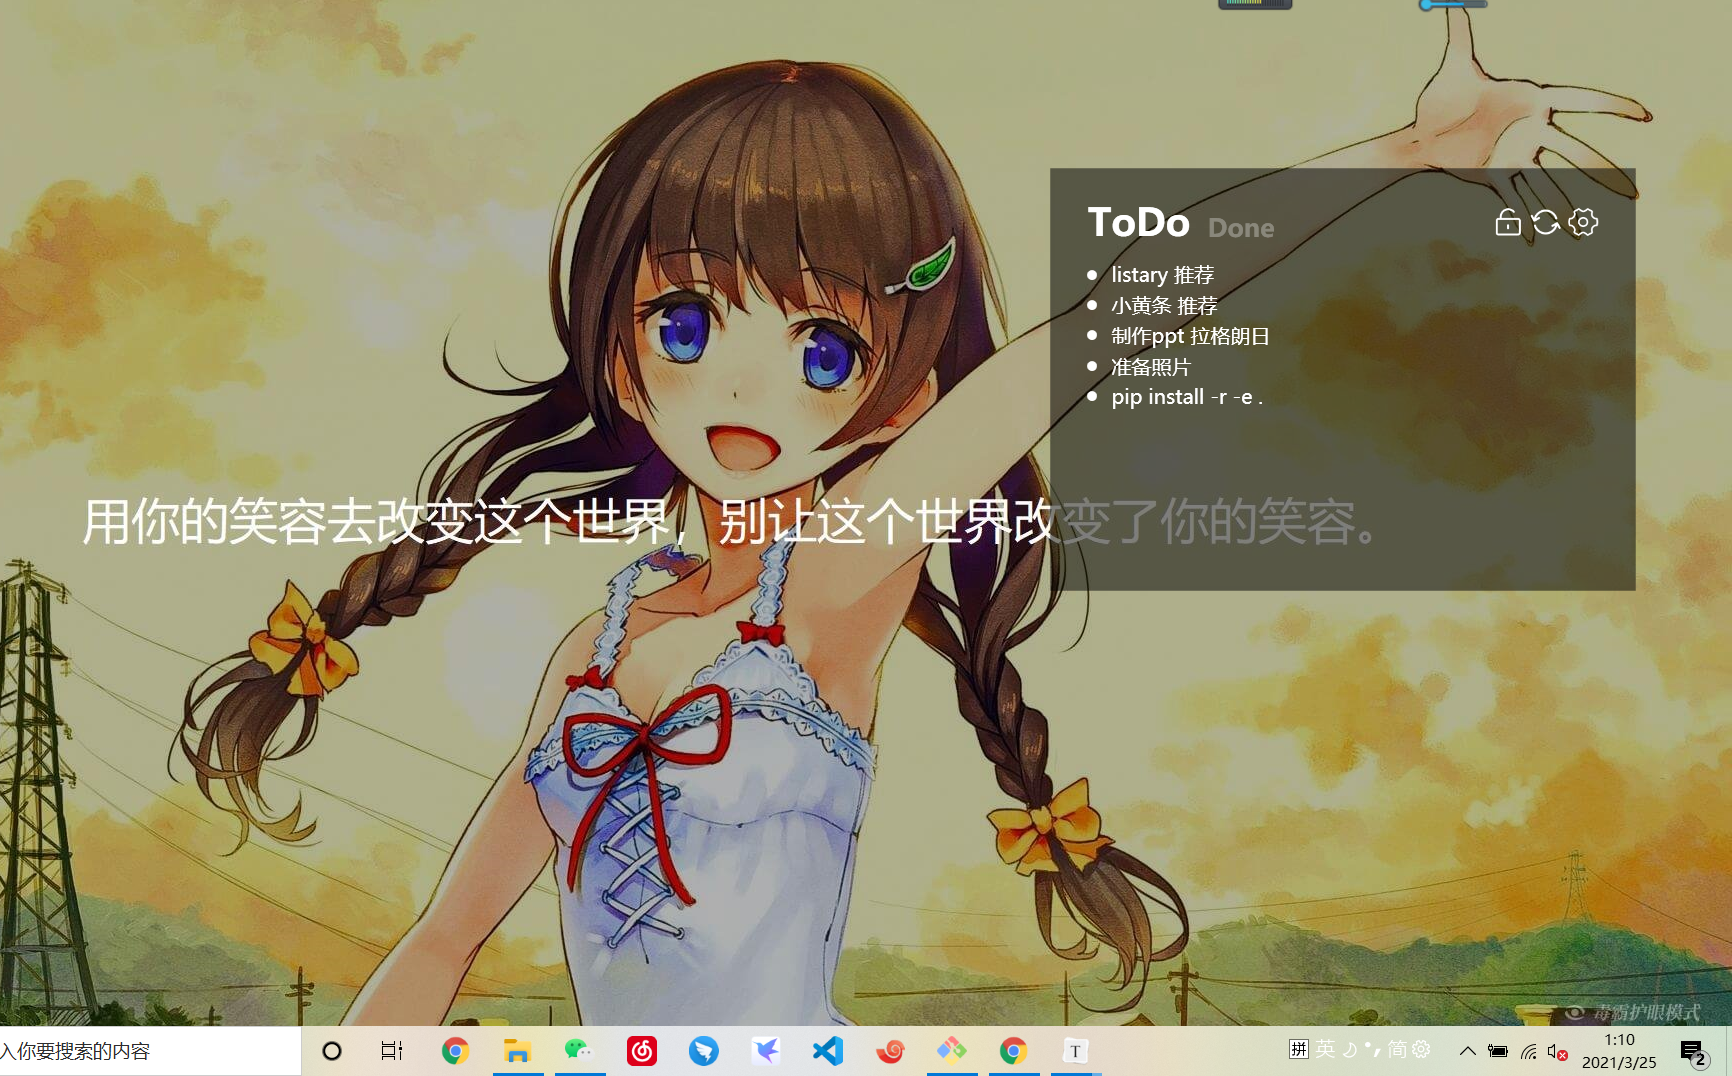 ToDo Done
listary 推荐
小黄条 推荐
制作ppt 拉格朗日
准备照片
pip install -r -e .
用你的笑容去改变这个世界，别让这个世界改变了你的笑容。
毒霸护眼模式
入你要搜索的内容
T
拼 英 简
1:10
2021/3/25
2